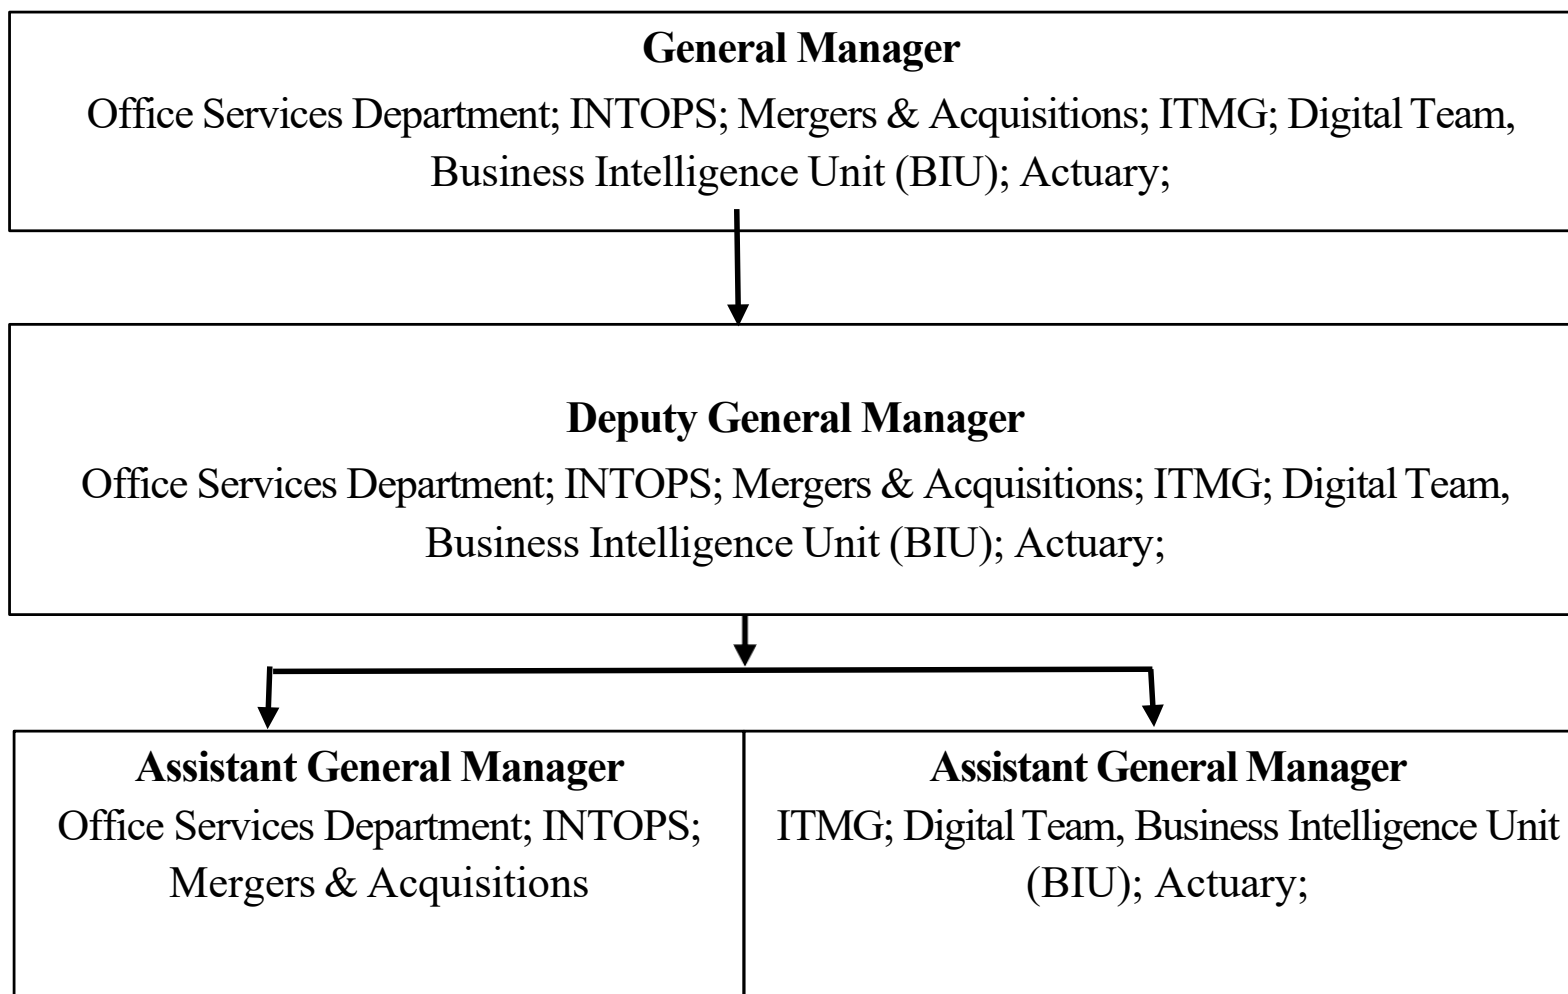 General Manager
Office Services Department; INTOPS; Mergers & Acquisitions; ITMG; Digital Team,
Business Intelligence Unit (BIU); Actuary;
Deputy General Manager
Office Services Department; INTOPS; Mergers & Acquisitions; ITMG; Digital Team,
Business Intelligence Unit (BIU); Actuary;
Assistant General Manager
Office Services Department; INTOPS;
Mergers & Acquisitions
Assistant General Manager
ITMG; Digital Team, Business Intelligence Unit
(BIU); Actuary;